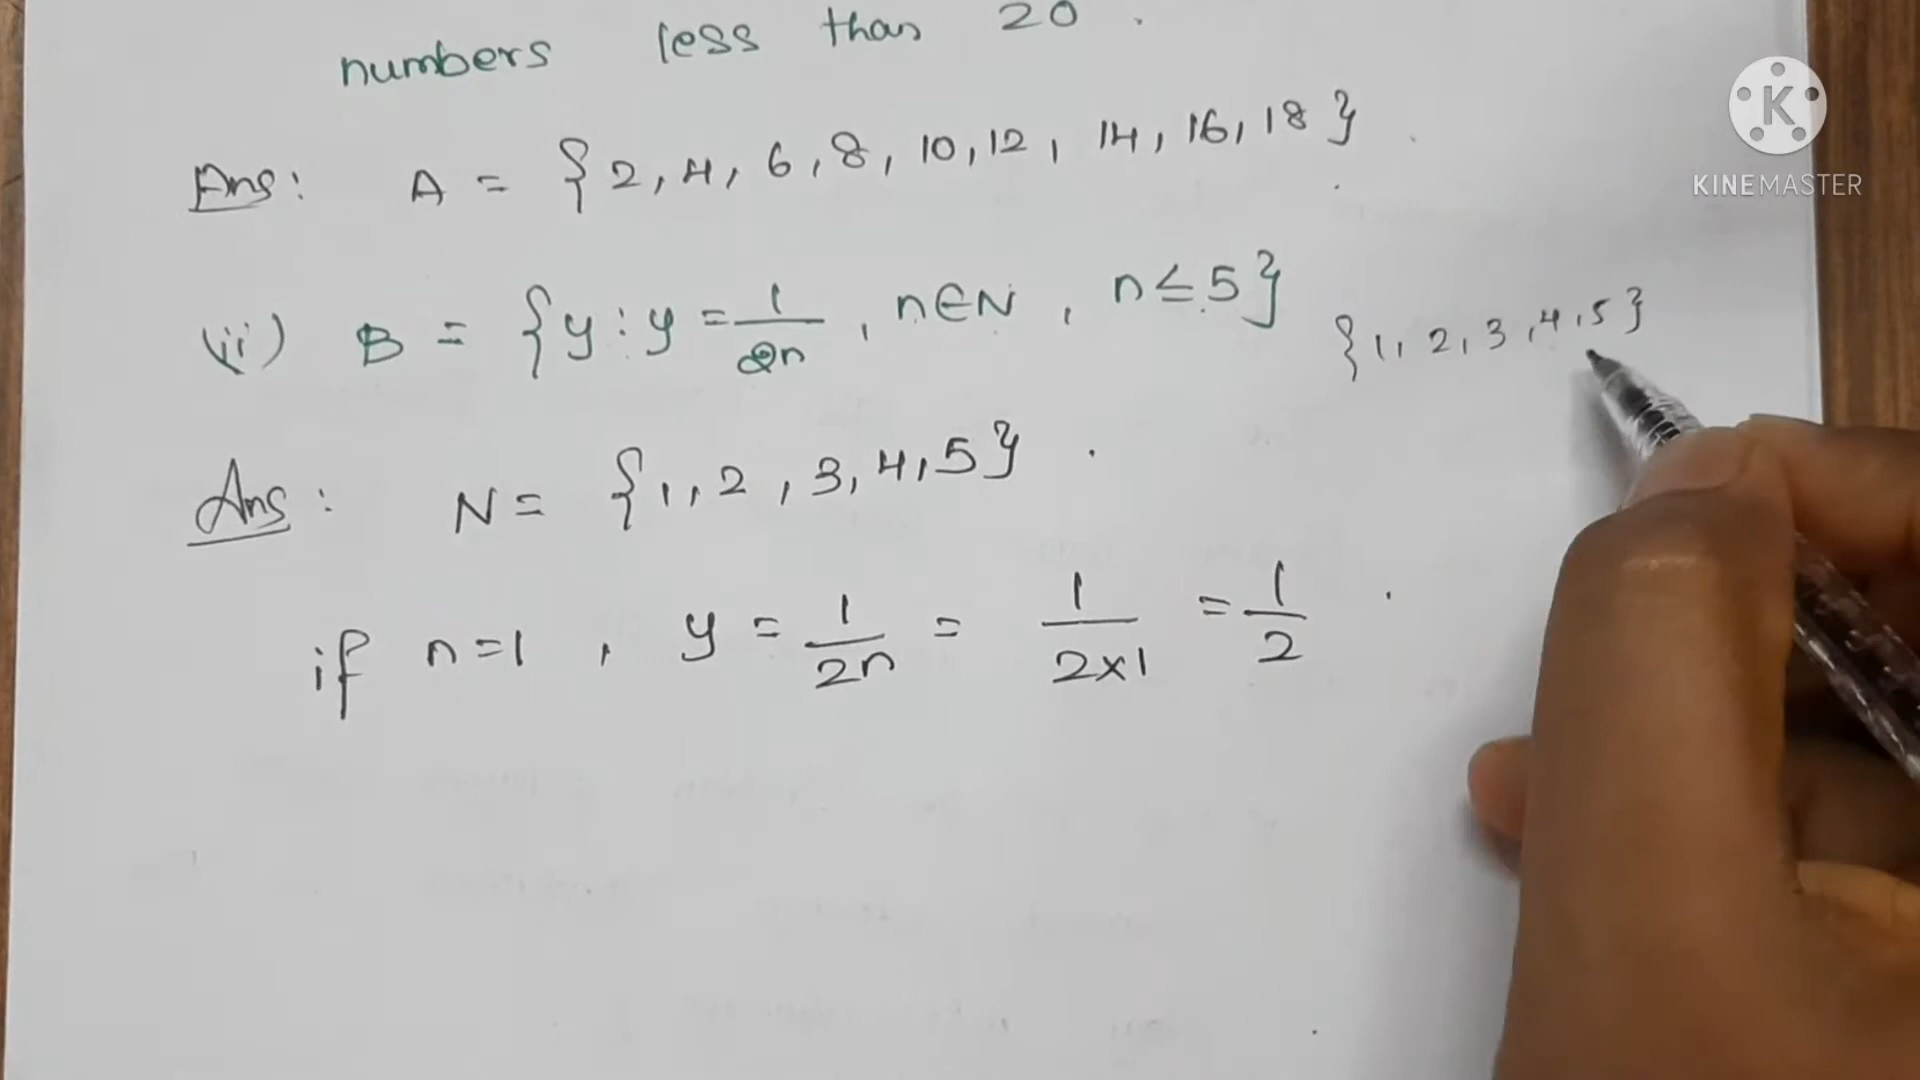 numbers less than 20.
Ans: A = {2, 4, 6, 8, 10, 12, 14, 16, 18}
(ii) B = {y : y = 1/2n, n∈N, n≤5}
{1, 2, 3, 4, 5}
Ans: N = {1, 2, 3, 4, 5}.
if n=1, y = 1/2n = 1/2×1 = 1/2.
K
KINEMASTER